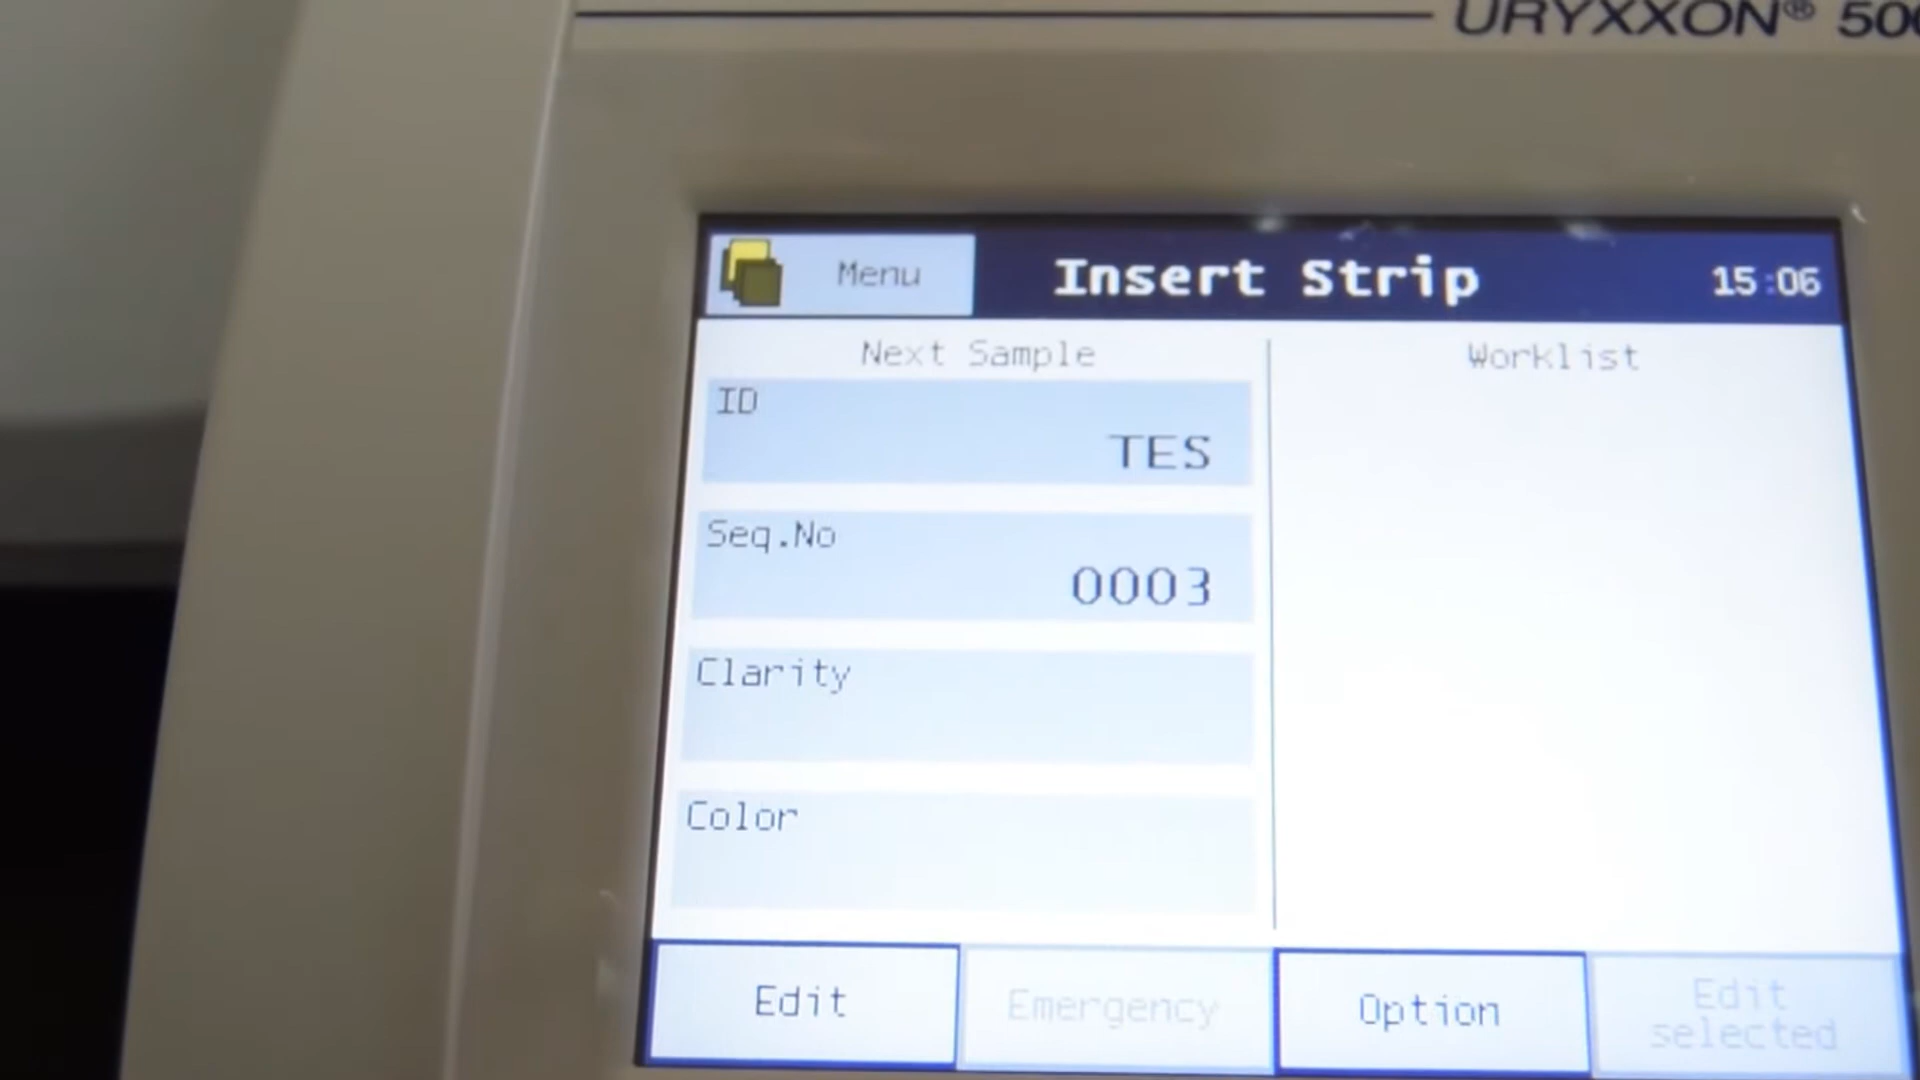 URYXXON® 500
Menu
Insert Strip
15:06
Next Sample
Worklist
ID
TES
Seq.No
0003
Clarity
Color
Edit
Emergency
Option
Edit
selected